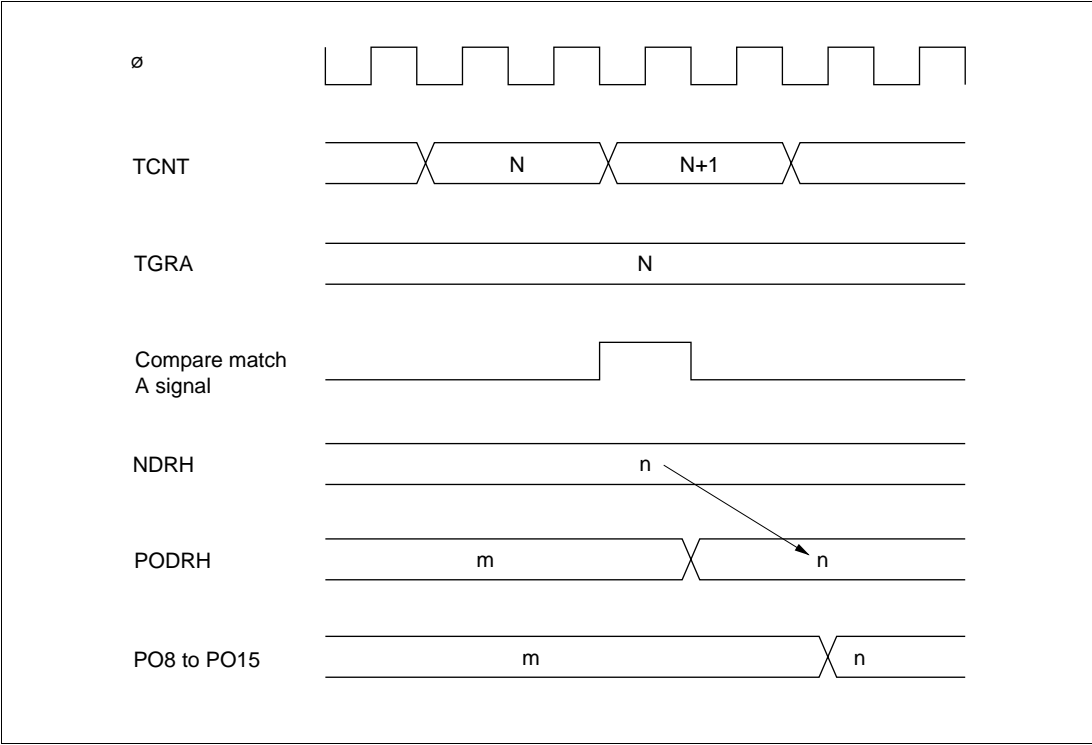 ø
TCNT
N
N+1
TGRA
N
Compare match
A signal
NDRH
n
PODRH
m
n
PO8 to PO15
m
n